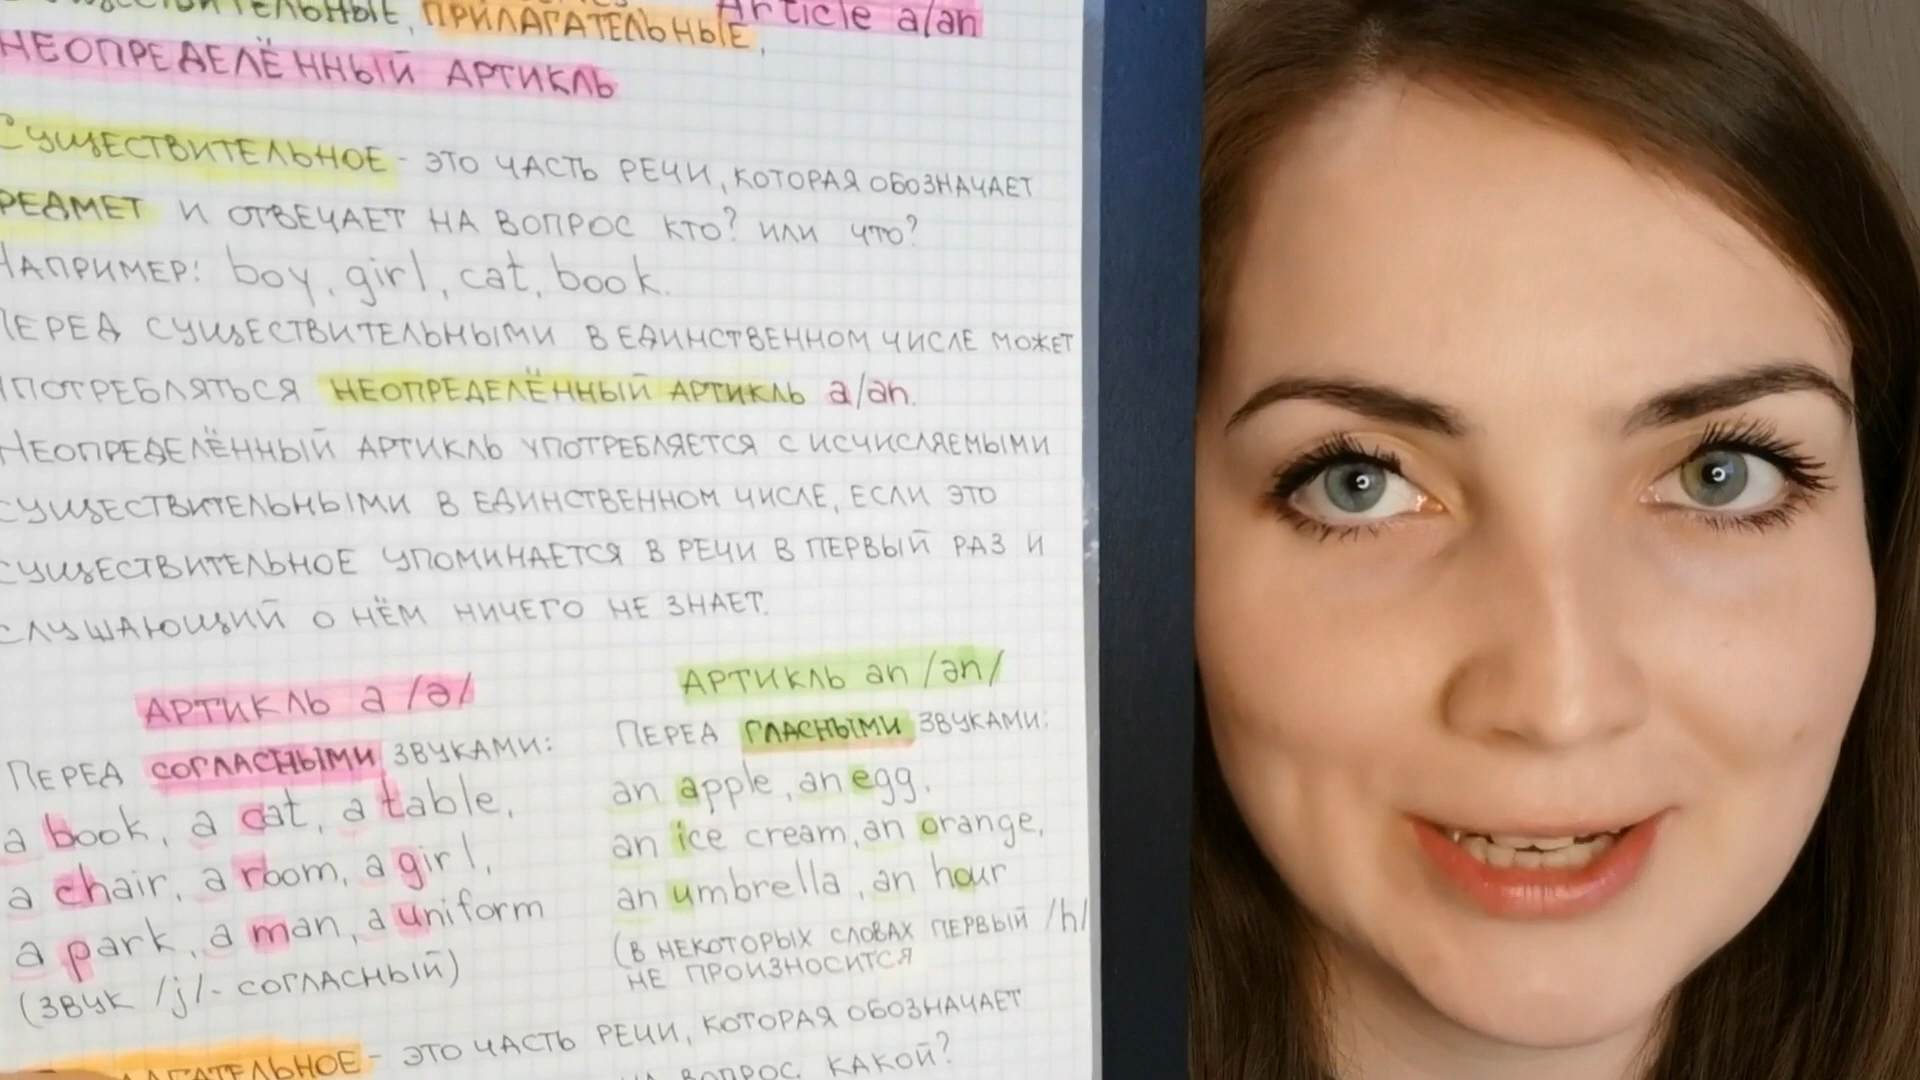 ПРИЛАГАТЕЛЬНЫЕ, Article a/an
НЕОПРЕДЕЛЁННЫЙ АРТИКЛЬ
СУЩЕСТВИТЕЛЬНОЕ - ЭТО ЧАСТЬ РЕЧИ, КОТОРАЯ ОБОЗНАЧАЕТ
РЕДМЕТ И ОТВЕЧАЕТ НА ВОПРОС КТО? ИЛИ ЧТО?
НАПРИМЕР: boy, girl, cat, book.
ПЕРЕД СУЩЕСТВИТЕЛЬНЫМИ В ЕДИНСТВЕННОМ ЧИСЛЕ МОЖЕТ
УПОТРЕБЛЯТЬСЯ НЕОПРЕДЕЛЁННЫЙ АРТИКЛЬ a/an.
НЕОПРЕДЕЛЁННЫЙ АРТИКЛЬ УПОТРЕБЛЯЕТСЯ С ИСЧИСЛЯЕМЫМИ
СУЩЕСТВИТЕЛЬНЫМИ В ЕДИНСТВЕННОМ ЧИСЛЕ, ЕСЛИ ЭТО
СУЩЕСТВИТЕЛЬНОЕ УПОМИНАЕТСЯ В РЕЧИ В ПЕРВЫЙ РАЗ И
СЛУШАЮЩИЙ О НЁМ НИЧЕГО НЕ ЗНАЕТ.
АРТИКЛЬ a /ə/
ПЕРЕД СОГЛАСНЫМИ ЗВУКАМИ:
a book, a cat, a table,
a chair, a room, a girl,
a park, a man, a uniform
(ЗВУК /j/- СОГЛАСНЫЙ)
АРТИКЛЬ an /ən/
ПЕРЕД ГЛАСНЫМИ ЗВУКАМИ:
an apple, an egg,
an ice cream, an orange,
an umbrella, an hour
(В НЕКОТОРЫХ СЛОВАХ ПЕРВЫЙ /h/
НЕ ПРОИЗНОСИТСЯ
- ЭТО ЧАСТЬ РЕЧИ, КОТОРАЯ ОБОЗНАЧАЕТ
ВОПРОС КАКОЙ?